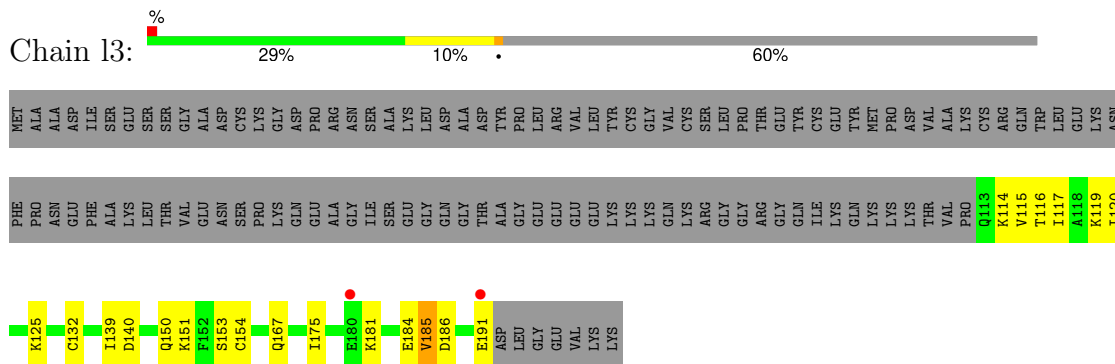 %
Chain l3:
29% 10% • 60%
MET ALA ALA ASP ILE SER GLU SER SER GLY ALA ASP CYS LYS GLY ASP PRO ARG ASN SER ALA LYS LEU ASP ALA ASP TYR PRO LEU ARG VAL LEU TYR CYS GLY VAL CYS SER LEU PRO THR GLU TYR CYS GLU TYR MET PRO ASP VAL ALA LYS CYS ARG GLN TRP LEU GLU LYS ASN
PHE PRO ASN GLU PHE ALA LYS LEU THR VAL GLU ASN SER PRO LYS GLN GLU ALA GLY ILE SER GLU GLY GLN GLY THR ALA GLY GLU GLU GLU GLU LYS LYS LYS GLN LYS ARG GLY GLY ARG GLY GLN ILE LYS GLN LYS LYS LYS THR VAL PRO Q113 K114 V115 T116 I117 A118 K119 I120
K125 C132 I139 D140 Q150 K151 F152 S153 C154 Q167 I175 E180 K181 E184 V185 D186 E191 ASP LEU GLY GLU VAL LYS LYS